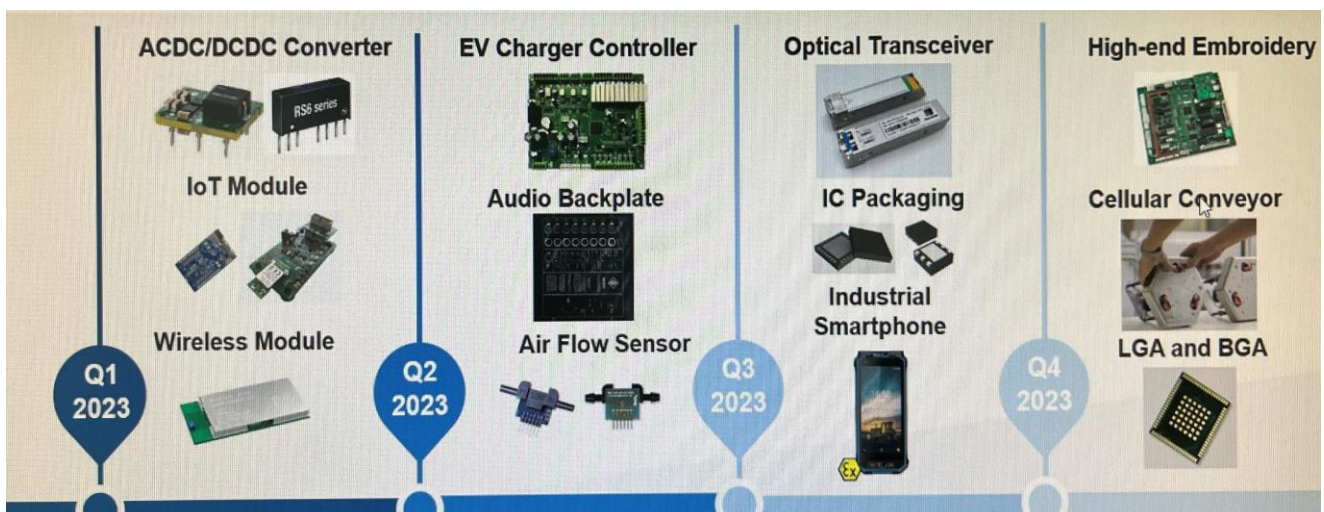 ACDC/DCDC Converter
RS6 series
IoT Module
Wireless Module
Q1
2023
EV Charger Controller
Audio Backplate
Air Flow Sensor
Q2
2023
Optical Transceiver
IC Packaging
Industrial
Smartphone
Ex
Q3
2023
High-end Embroidery
Cellular Conveyor
LGA and BGA
Q4
2023